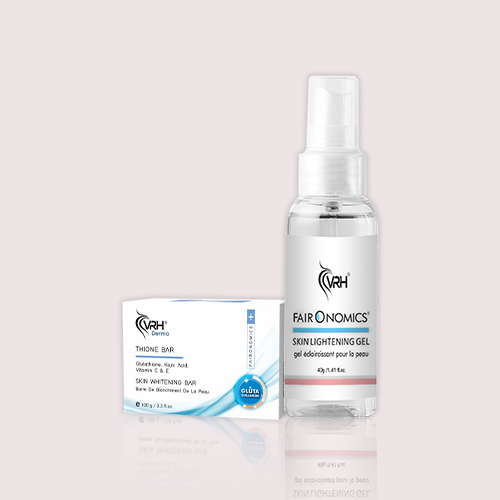 VRH®
Derma
THIONE BAR
Glutathione, Kojic Acid,
Vitamin C & E
SKIN WHITENING BAR
Barre De Blanchiment De La Peau
100 g / 3.5 fl.oz
FAIRONOMICS
GLUTA
COLLAGEN
VRH®
FAIRONOMICS®
SKIN LIGHTENING GEL
gel éclaircissant pour la peau
40g./1.41 fl.oz.